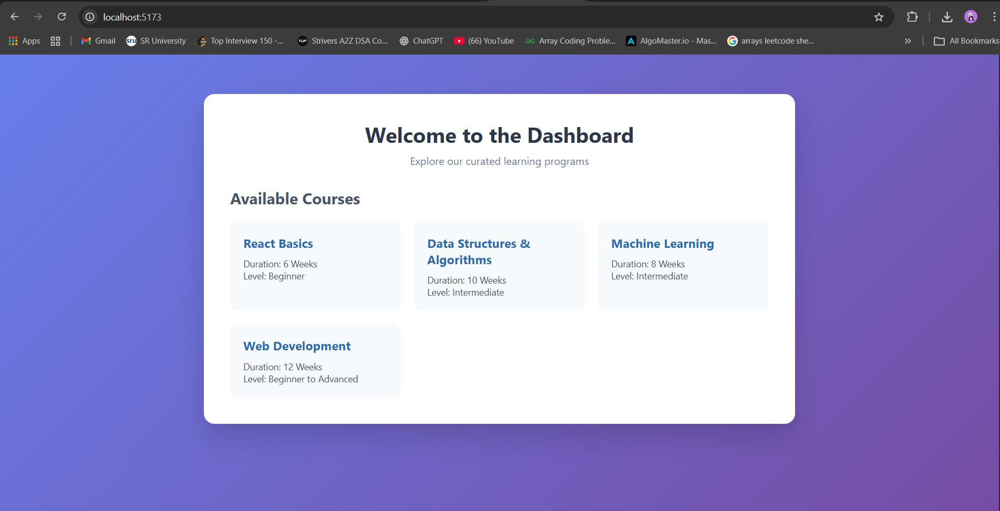 localhost:5173
Apps Gmail SR University Top Interview 150 -... Strivers A2Z DSA Co... ChatGPT (66) YouTube Array Coding Proble... AlgoMaster.io - Mas... arrays leetcode she... » All Bookmarks
Welcome to the Dashboard
Explore our curated learning programs
Available Courses
React Basics
Duration: 6 Weeks
Level: Beginner
Data Structures &
Algorithms
Duration: 10 Weeks
Level: Intermediate
Machine Learning
Duration: 8 Weeks
Level: Intermediate
Web Development
Duration: 12 Weeks
Level: Beginner to Advanced